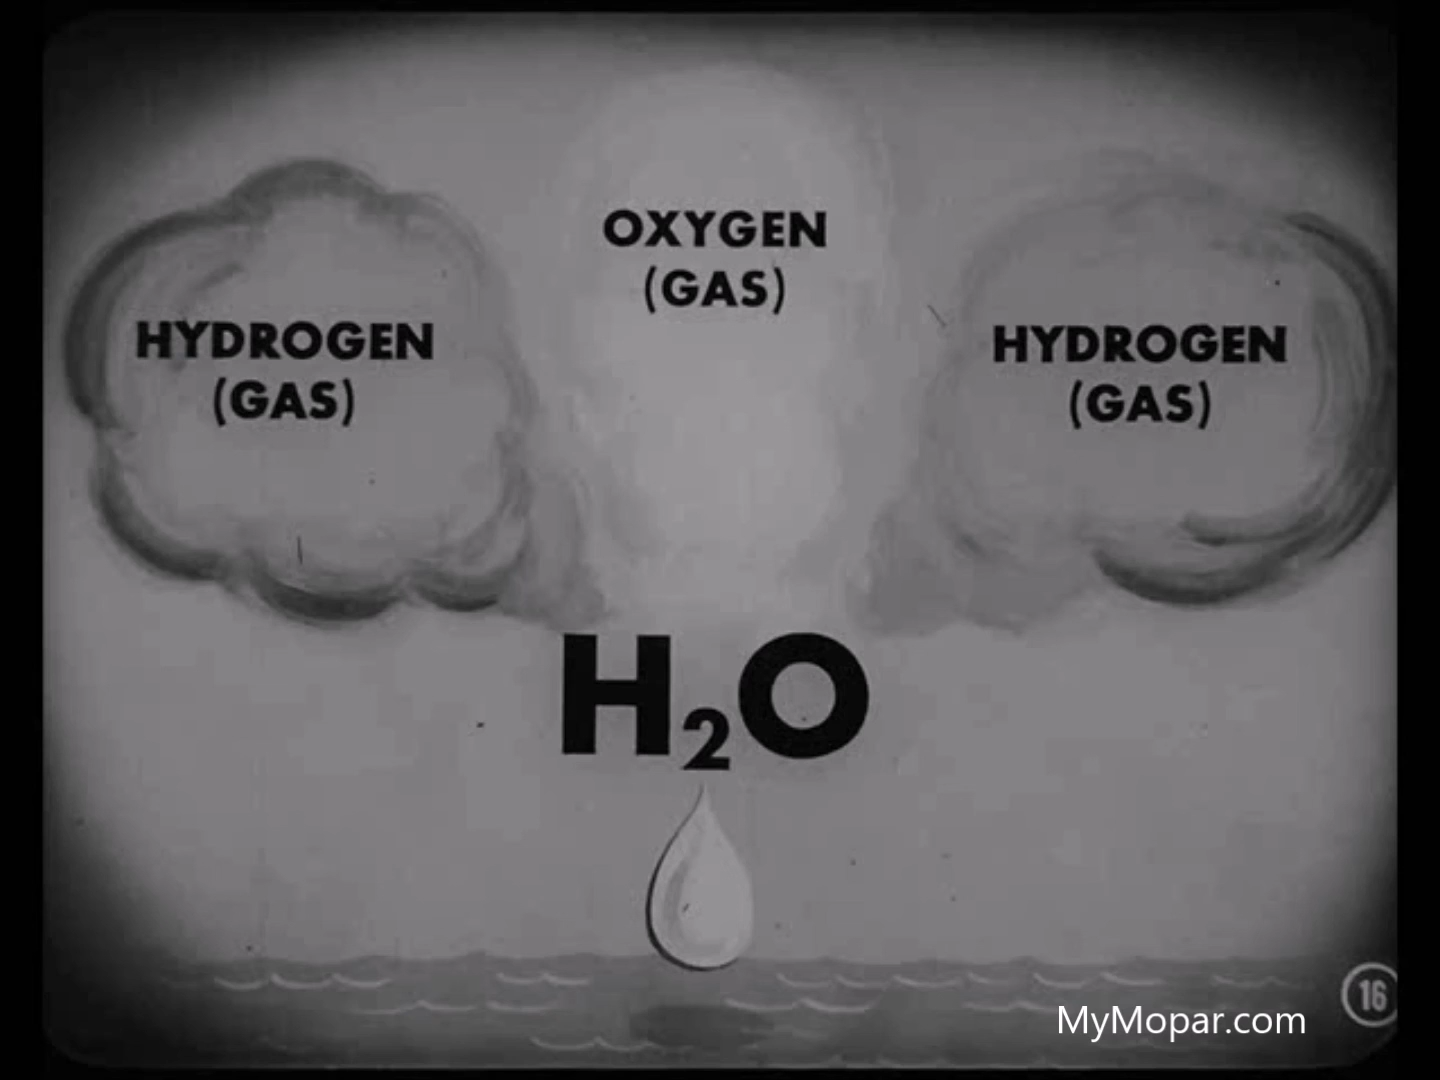 OXYGEN
(GAS)
HYDROGEN
(GAS)
HYDROGEN
(GAS)
H₂O
16
MyMopar.com